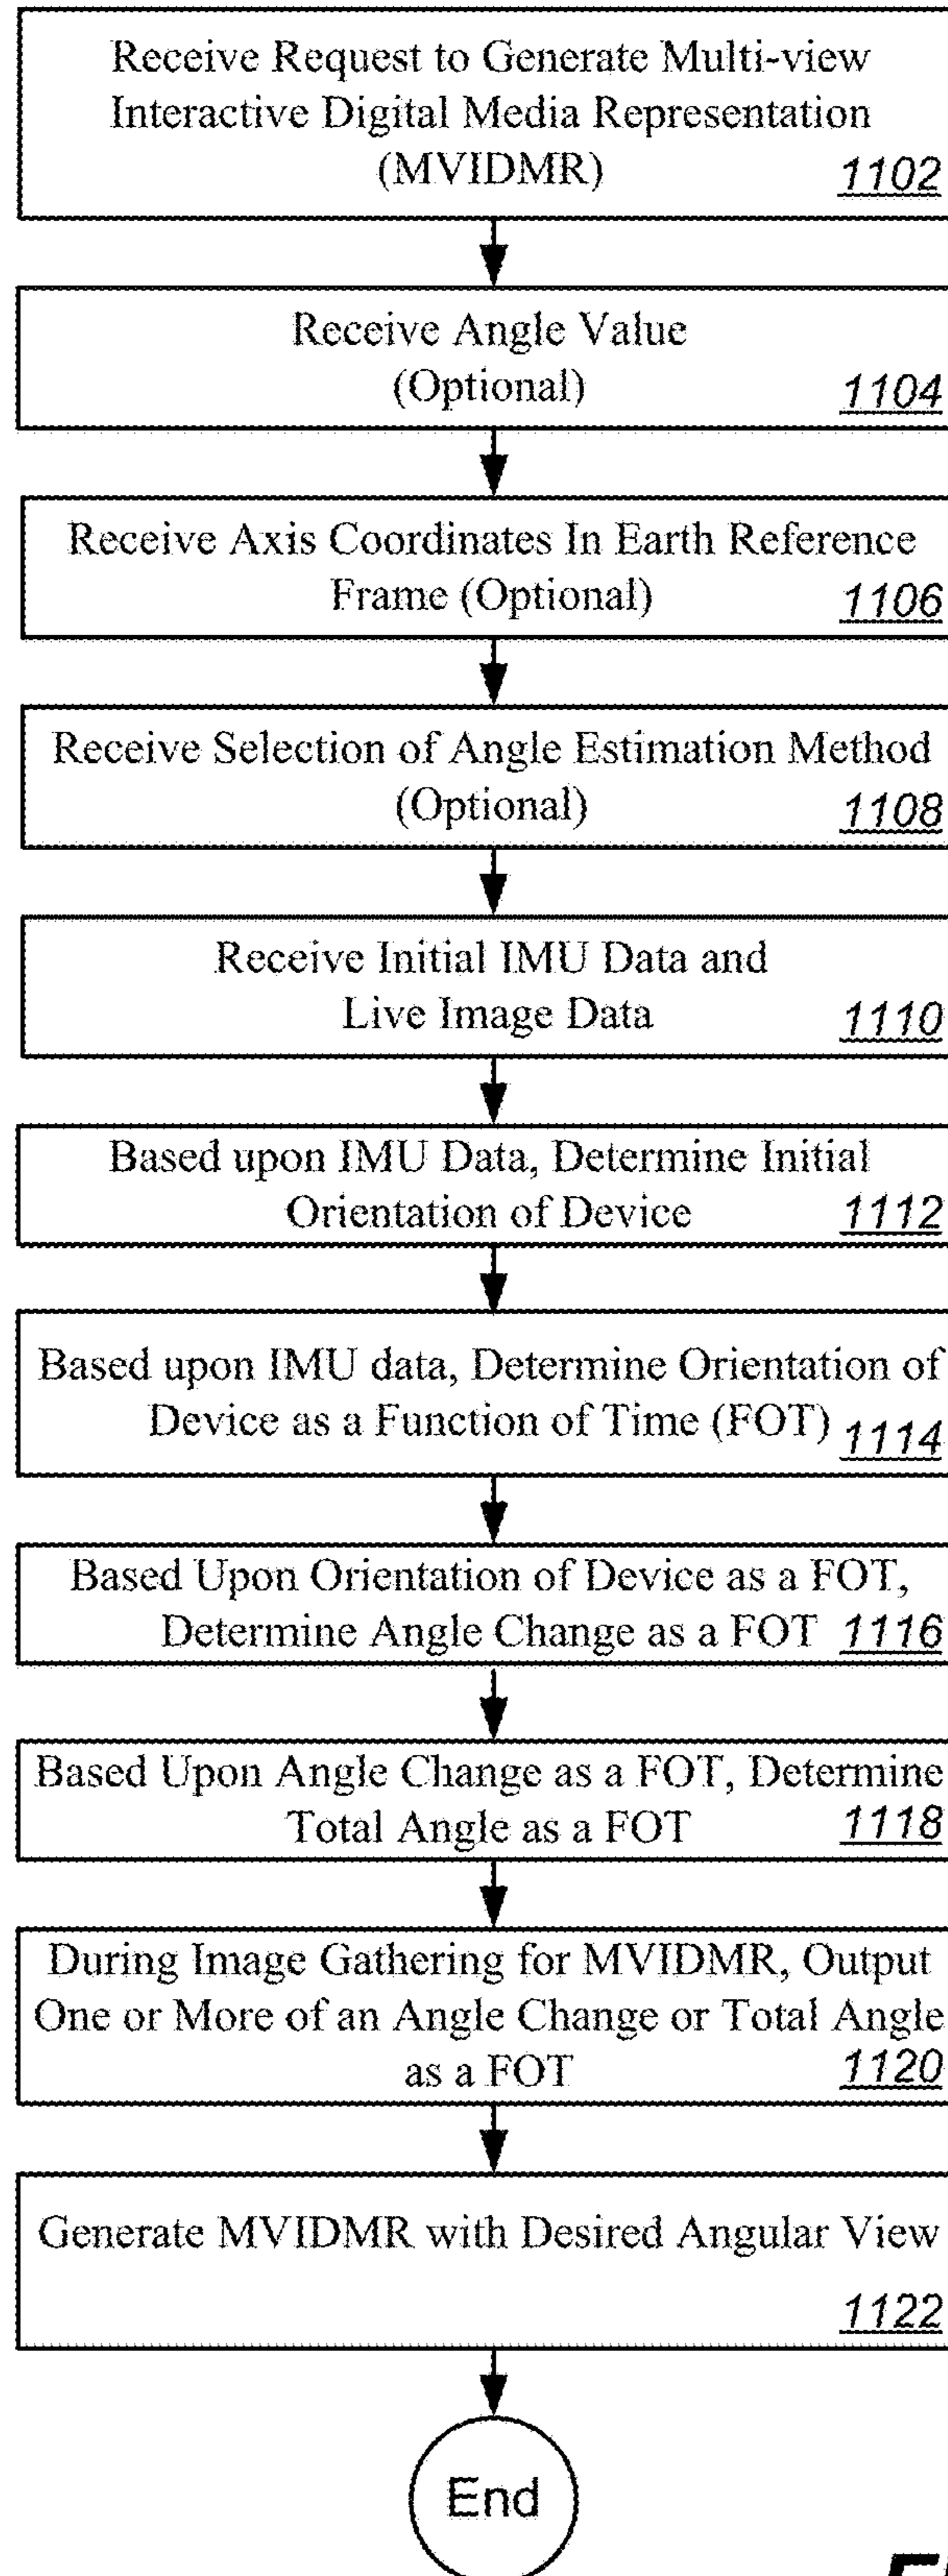 Receive Request to Generate Multi-view
Interactive Digital Media Representation
(MVIDMR) 1102
Receive Angle Value
(Optional) 1104
Receive Axis Coordinates In Earth Reference
Frame (Optional) 1106
Receive Selection of Angle Estimation Method
(Optional) 1108
Receive Initial IMU Data and
Live Image Data 1110
Based upon IMU Data, Determine Initial
Orientation of Device 1112
Based upon IMU data, Determine Orientation of
Device as a Function of Time (FOT) 1114
Based Upon Orientation of Device as a FOT,
Determine Angle Change as a FOT 1116
Based Upon Angle Change as a FOT, Determine
Total Angle as a FOT 1118
During Image Gathering for MVIDMR, Output
One or More of an Angle Change or Total Angle
as a FOT 1120
Generate MVIDMR with Desired Angular View
1122
End